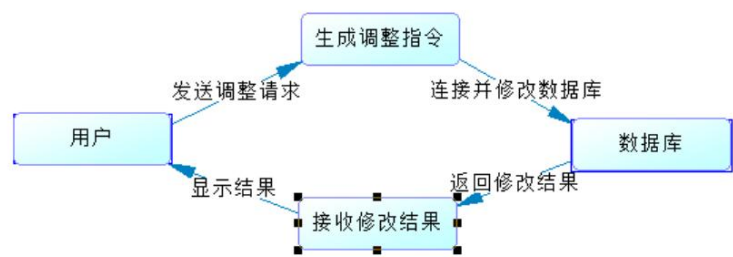 生成调整指令
发送调整请求
连接并修改数据库
用户
数据库
显示结果
返回修改结果
接收修改结果